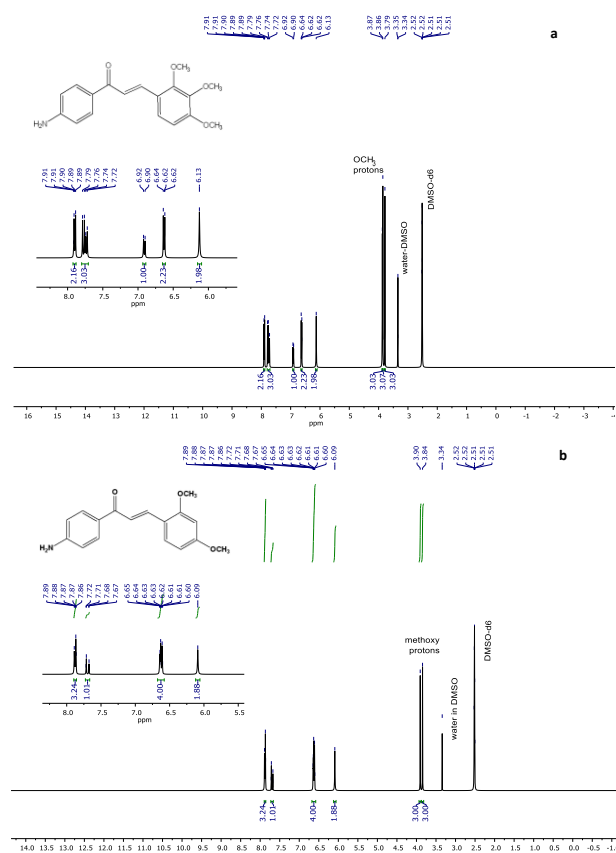 7.91 7.91 7.90 7.89 7.89 7.79 7.76 7.74 7.72 6.92 6.90 6.64 6.62 6.62 6.13 3.87 3.86 3.79 3.35 3.34 2.52 2.52 2.51 2.51 2.51
a
O
OCH₃
OCH₃
OCH₃
H₂N
7.91 7.91 7.90 7.89 7.89 7.79 7.76 7.74 7.72 6.92 6.90 6.64 6.62 6.62 6.13
OCH₃
protons
water-DMSO
DMSO-d6
2.16 3.03 1.00 2.23 1.98
8.0 7.5 7.0 6.5 6.0
ppm
2.16 3.03 1.00 2.23 1.98 3.03 3.07 3.03
16 15 14 13 12 11 10 9 8 7 6 5 4 3 2 1 0 -1 -2 -3 -4
ppm
7.89 7.88 7.87 7.87 7.86 7.72 7.71 7.68 7.67 6.65 6.64 6.63 6.63 6.62 6.61 6.61 6.60 6.09 3.90 3.84 3.34 2.52 2.52 2.51 2.51 2.51
b
O
OCH₃
OCH₃
H₂N
7.89 7.88 7.87 7.87 7.86 7.72 7.71 7.68 7.67 6.65 6.64 6.63 6.63 6.62 6.61 6.61 6.60 6.09
methoxy
protons
water in DMSO
DMSO-d6
3.24 1.01 4.00 1.88
8.0 7.5 7.0 6.5 6.0 5.5
ppm
3.24 1.01 4.00 1.88 3.00 3.00
14.0 13.0 12.0 11.0 10.0 9.5 9.0 8.5 8.0 7.5 7.0 6.5 6.0 5.5 5.0 4.5 4.0 3.5 3.0 2.5 2.0 1.5 1.0 0.5 0.0 -0.5
ppm